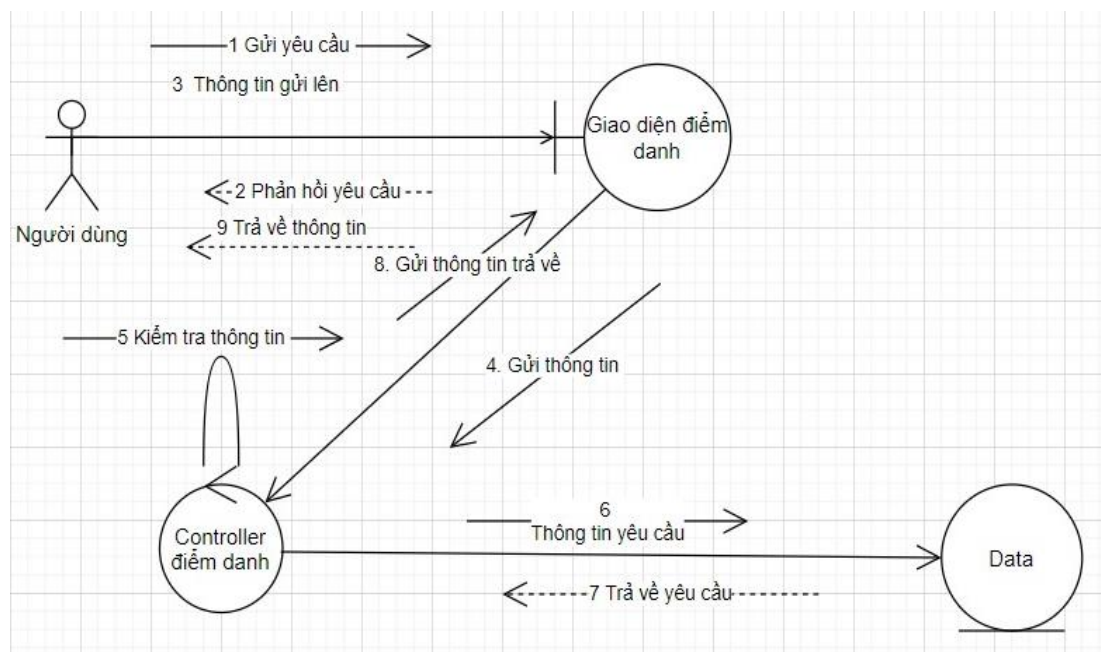 1 Gửi yêu cầu
3 Thông tin gửi lên
Giao diện điểm
danh
2 Phản hồi yêu cầu
Người dùng
9 Trả về thông tin
8. Gửi thông tin trả về
5 Kiểm tra thông tin
4. Gửi thông tin
6
Thông tin yêu cầu
Controller
điểm danh
Data
7 Trả về yêu cầu